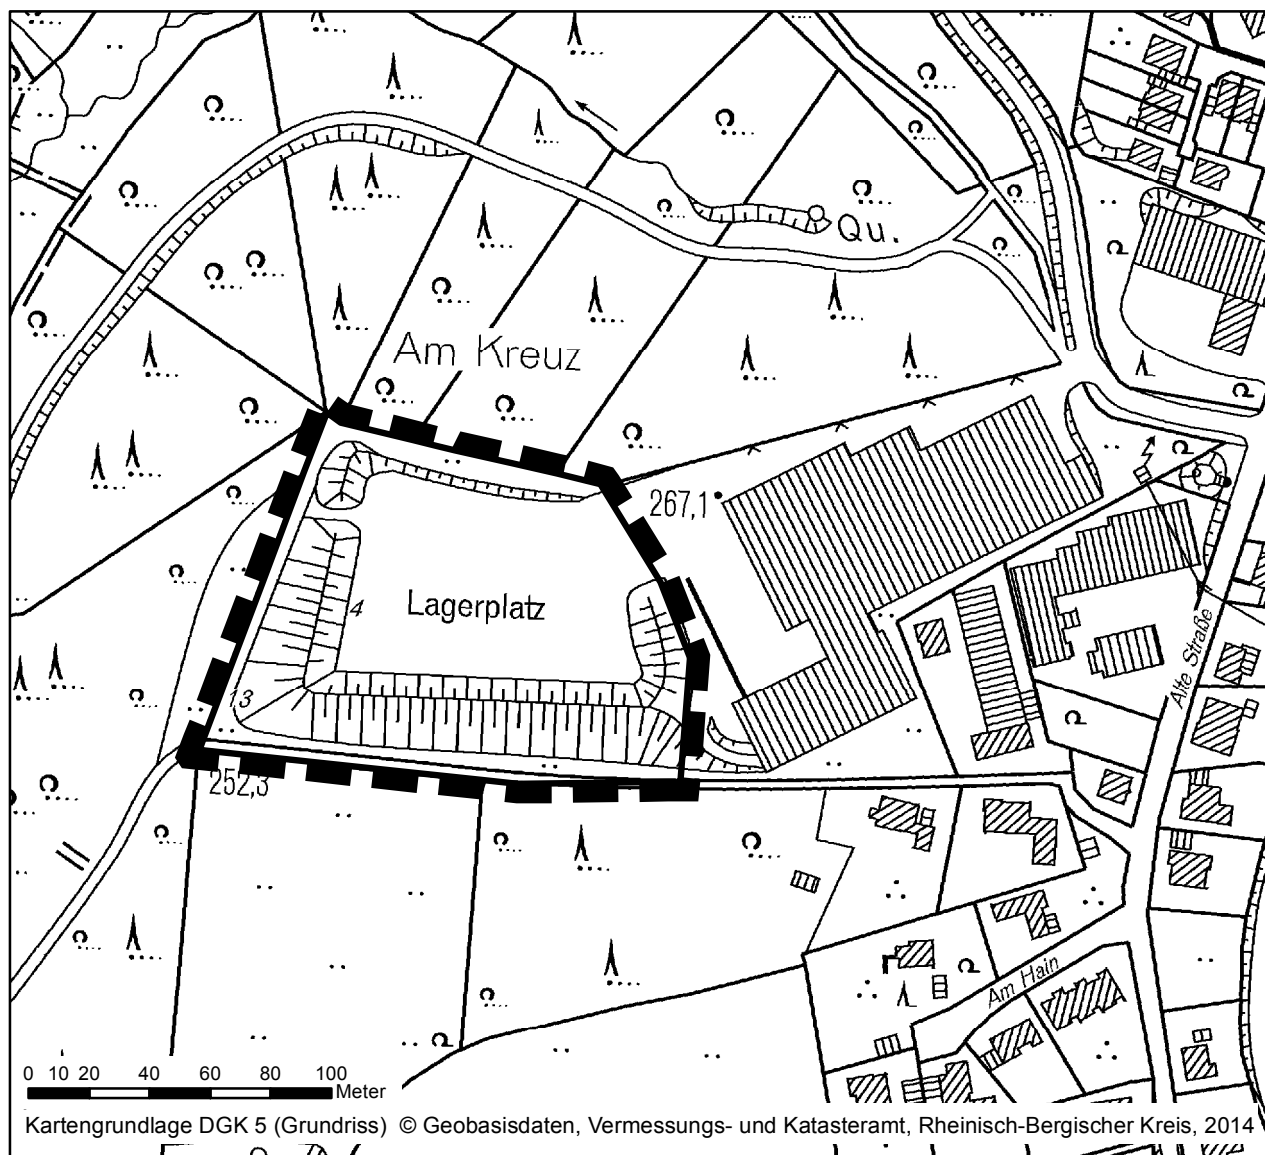 Qu.
Am Kreuz
267,1
Lagerplatz
4
Alte Straße
13
252,3
Am Hain
0 10 20 40 60 80 100
Meter
Kartengrundlage DGK 5 (Grundriss) © Geobasisdaten, Vermessungs- und Katasteramt, Rheinisch-Bergischer Kreis, 2014